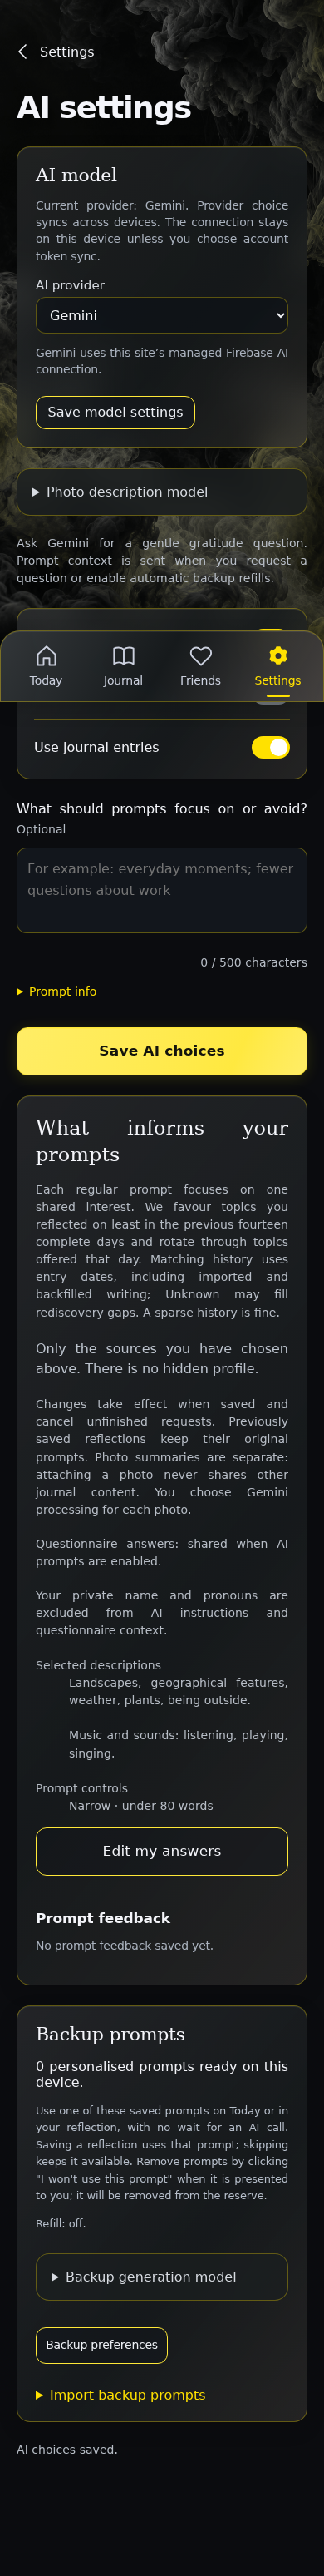 Settings
AI settings
AI model
Current provider: Gemini. Provider choice
syncs across devices. The connection stays
on this device unless you choose account
token sync.
AI provider
Gemini
Gemini uses this site’s managed Firebase AI
connection.
Save model settings
Photo description model
Ask Gemini for a gentle gratitude question.
Prompt context is sent when you request a
question or enable automatic backup refills.
Today
Journal
Friends
Settings
Use journal entries
What should prompts focus on or avoid?
Optional
For example: everyday moments; fewer
questions about work
0 / 500 characters
Prompt info
Save AI choices
What informs your
prompts
Each regular prompt focuses on one
shared interest. We favour topics you
reflected on least in the previous fourteen
complete days and rotate through topics
offered that day. Matching history uses
entry dates, including imported and
backfilled writing; Unknown may fill
rediscovery gaps. A sparse history is fine.
Only the sources you have chosen
above. There is no hidden profile.
Changes take effect when saved and
cancel unfinished requests. Previously
saved reflections keep their original
prompts. Photo summaries are separate:
attaching a photo never shares other
journal content. You choose Gemini
processing for each photo.
Questionnaire answers: shared when AI
prompts are enabled.
Your private name and pronouns are
excluded from AI instructions and
questionnaire context.
Selected descriptions
Landscapes, geographical features,
weather, plants, being outside.
Music and sounds: listening, playing,
singing.
Prompt controls
Narrow · under 80 words
Edit my answers
Prompt feedback
No prompt feedback saved yet.
Backup prompts
0 personalised prompts ready on this
device.
Use one of these saved prompts on Today or in
your reflection, with no wait for an AI call.
Saving a reflection uses that prompt; skipping
keeps it available. Remove prompts by clicking
"I won't use this prompt" when it is presented
to you; it will be removed from the reserve.
Refill: off.
Backup generation model
Backup preferences
Import backup prompts
AI choices saved.